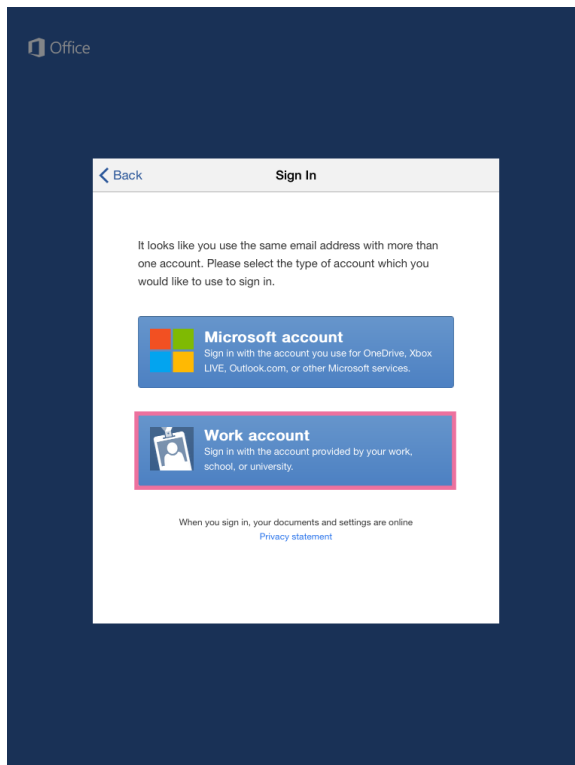 Office
Back
Sign In
It looks like you use the same email address with more than
one account. Please select the type of account which you
would like to use to sign in.
Microsoft account
Sign in with the account you use for OneDrive, Xbox
LIVE, Outlook.com, or other Microsoft services.
Work account
Sign in with the account provided by your work,
school, or university.
When you sign in, your documents and settings are online
Privacy statement